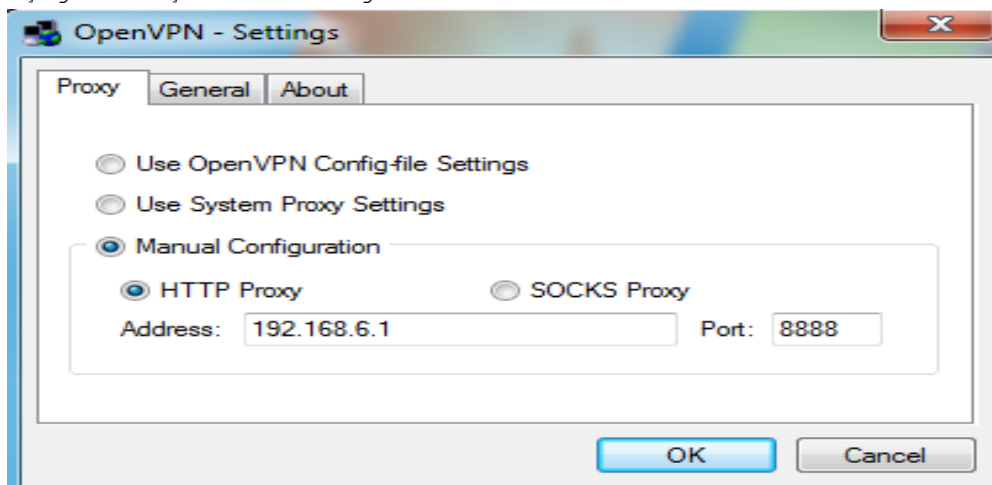 OpenVPN - Settings
Proxy General About
Use OpenVPN Config-file Settings
Use System Proxy Settings
Manual Configuration
HTTP Proxy SOCKS Proxy
Address: 192.168.6.1 Port: 8888
OK Cancel